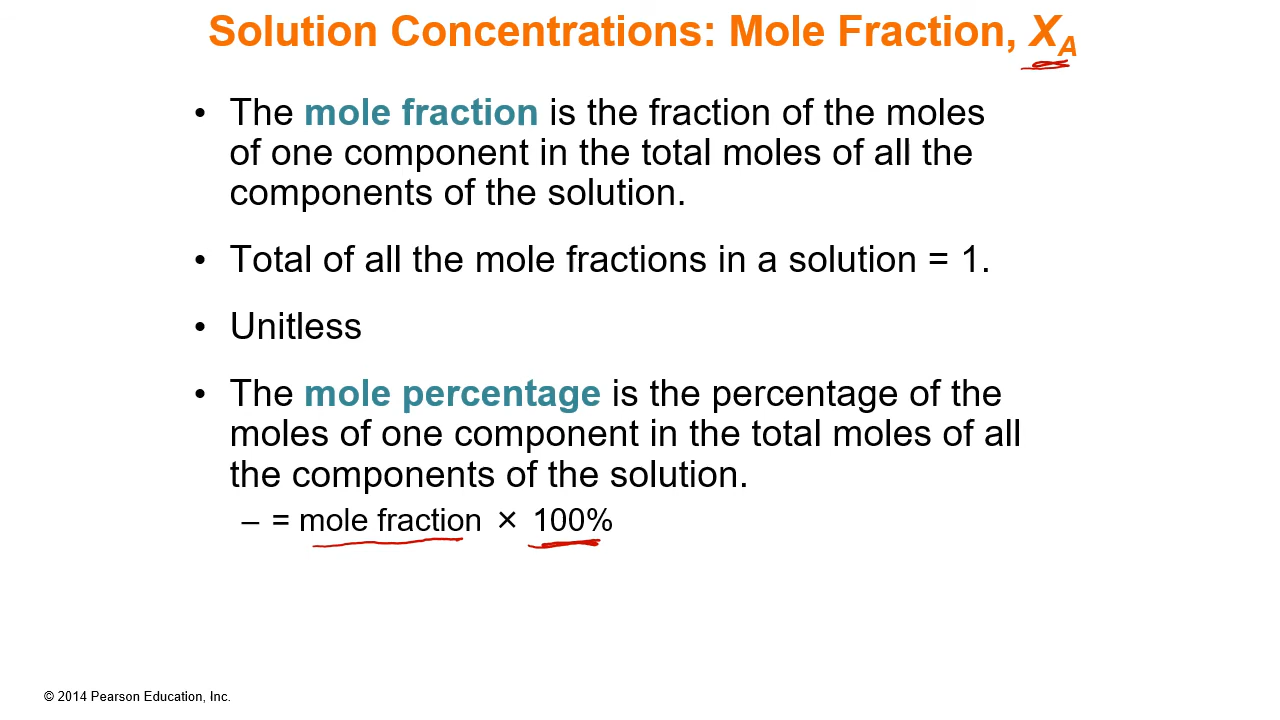 Solution Concentrations: Mole Fraction, X_A
• The mole fraction is the fraction of the moles
of one component in the total moles of all the
components of the solution.
• Total of all the mole fractions in a solution = 1.
• Unitless
• The mole percentage is the percentage of the
moles of one component in the total moles of all
the components of the solution.
– = mole fraction × 100%
© 2014 Pearson Education, Inc.